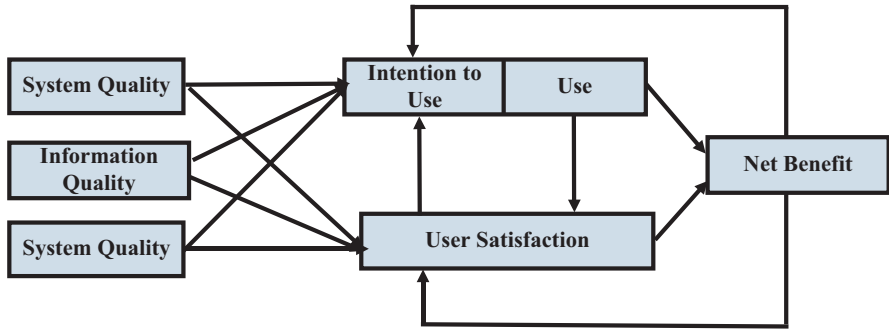 System Quality
Information
Quality
System Quality
Intention to
Use
Use
User Satisfaction
Net Benefit